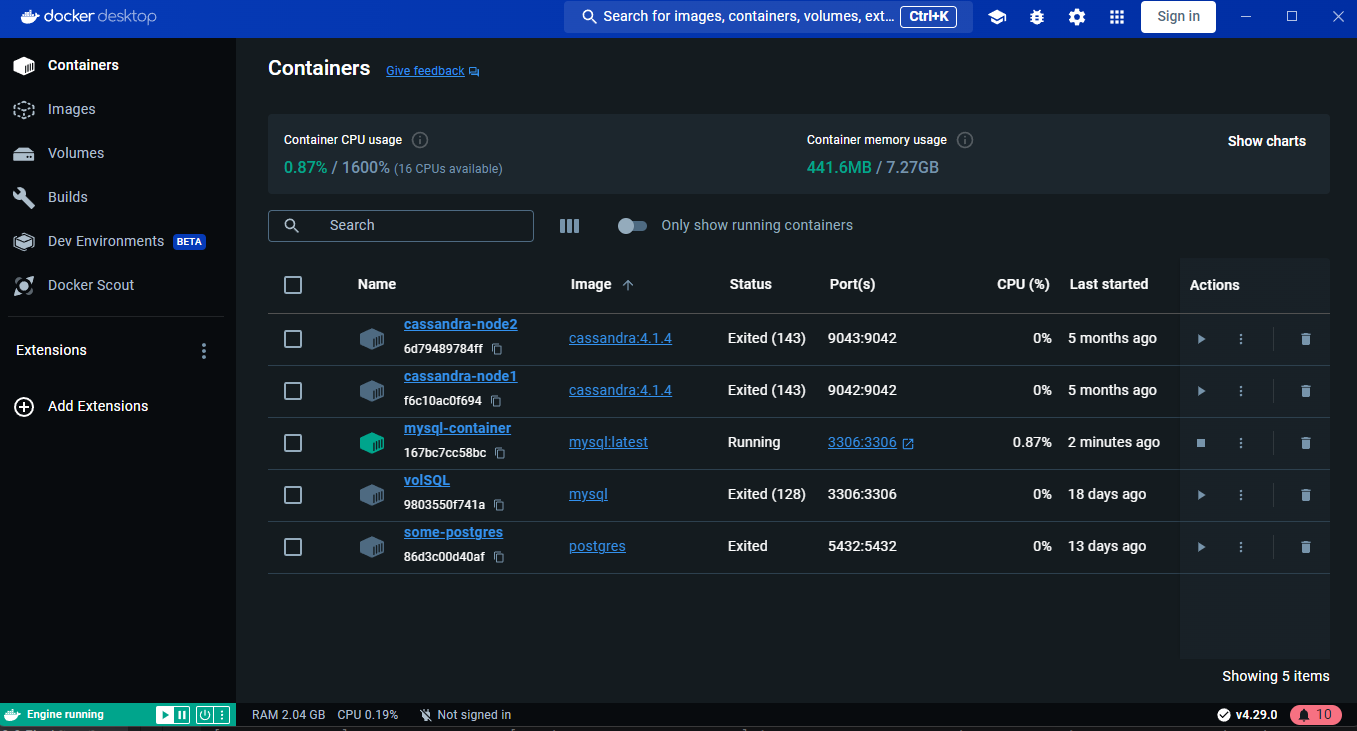 docker desktop
Search for images, containers, volumes, ext... Ctrl+K
Sign in
Containers
Images
Volumes
Builds
Dev Environments BETA
Docker Scout
Extensions
Add Extensions
Containers Give feedback
Container CPU usage
0.87% / 1600% (16 CPUs available)
Container memory usage
441.6MB / 7.27GB
Show charts
Search
Only show running containers
Name Image Status Port(s) CPU (%) Last started Actions
cassandra-node2
6d79489784ff
cassandra:4.1.4 Exited (143) 9043:9042 0% 5 months ago
cassandra-node1
f6c10ac0f694
cassandra:4.1.4 Exited (143) 9042:9042 0% 5 months ago
mysql-container
167bc7cc58bc
mysql:latest Running 3306:3306 0.87% 2 minutes ago
volSQL
9803550f741a
mysql Exited (128) 3306:3306 0% 18 days ago
some-postgres
86d3c00d40af
postgres Exited 5432:5432 0% 13 days ago
Showing 5 items
Engine running
RAM 2.04 GB CPU 0.19% Not signed in
v4.29.0
10